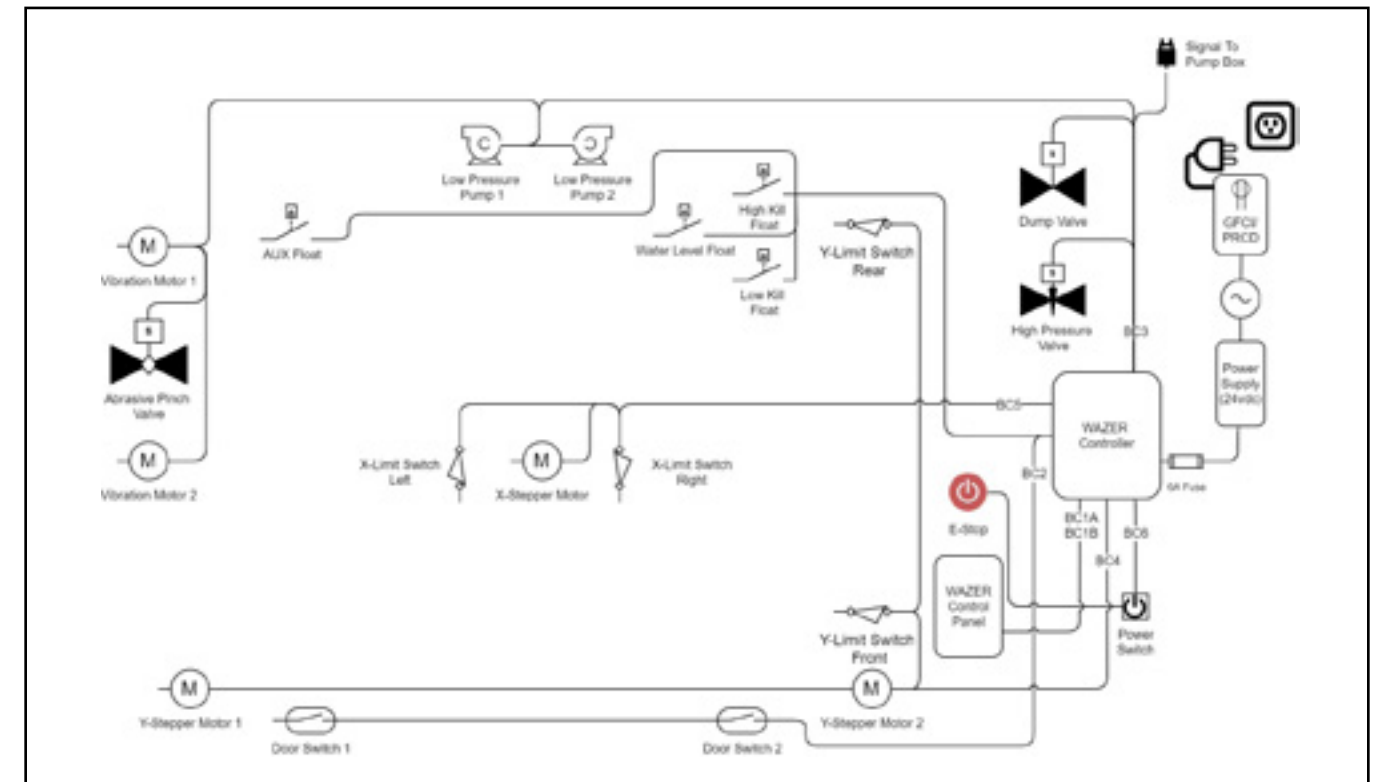 Signal To
Pump Box
Low Pressure
Pump 1
Low Pressure
Pump 2
High Kill
Float
AUX Float
Water Level Float
Low Kill
Float
Y-Limit Switch
Rear
Dump Valve
S
GFCI/
PRCD
M
Vibration Motor 1
S
High Pressure
Valve
BC3
S
Abrasive Pinch
Valve
Power
Supply
(24vdc)
M
Vibration Motor 2
X-Limit Switch
Left
M
X-Stepper Motor
X-Limit Switch
Right
BC5
WAZER
Controller
BC2
6A Fuse
E-Stop
BC1A
BC1B
BC4
BC6
WAZER
Control
Panel
Power
Switch
Y-Limit Switch
Front
M
Y-Stepper Motor 1
M
Y-Stepper Motor 2
Door Switch 1
Door Switch 2